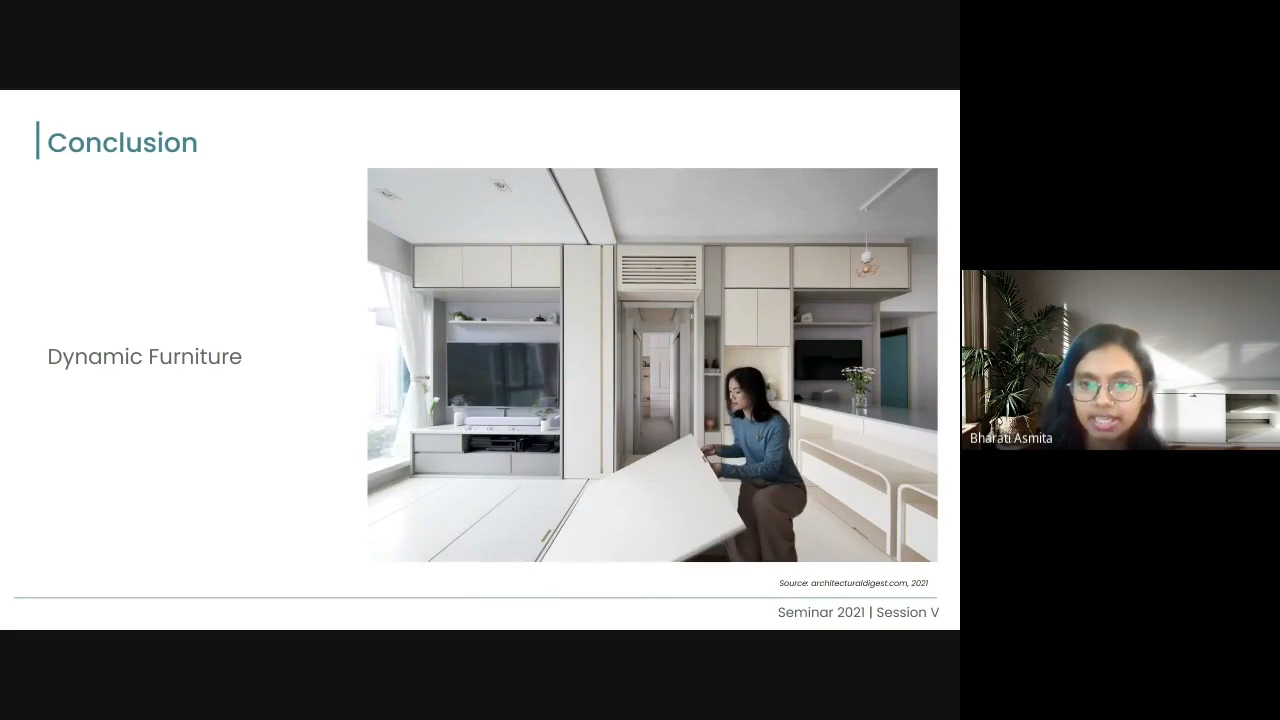 Conclusion
Dynamic Furniture
Source: architecturaldigest.com, 2021
Seminar 2021 | Session V
Bharati Asmita